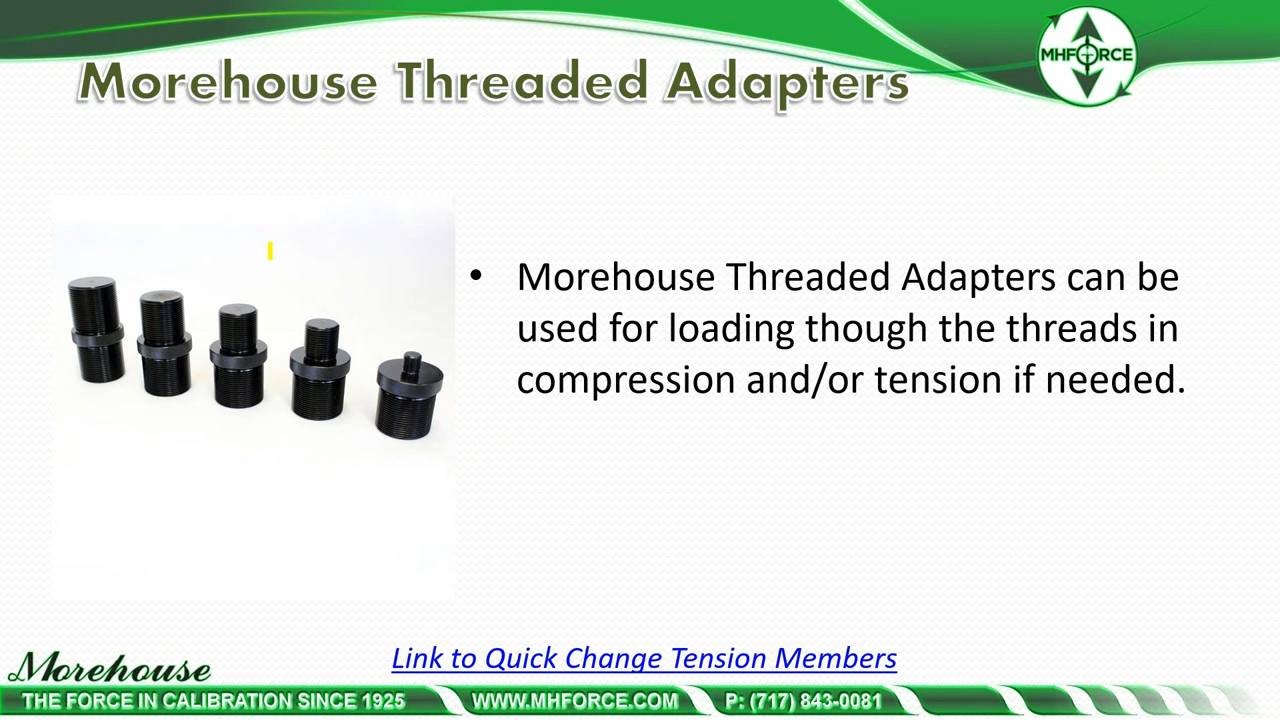 Morehouse Threaded Adapters
MHFORCE
• Morehouse Threaded Adapters can be
used for loading though the threads in
compression and/or tension if needed.
Link to Quick Change Tension Members
Morehouse
THE FORCE IN CALIBRATION SINCE 1925 WWW.MHFORCE.COM P: (717) 843-0081